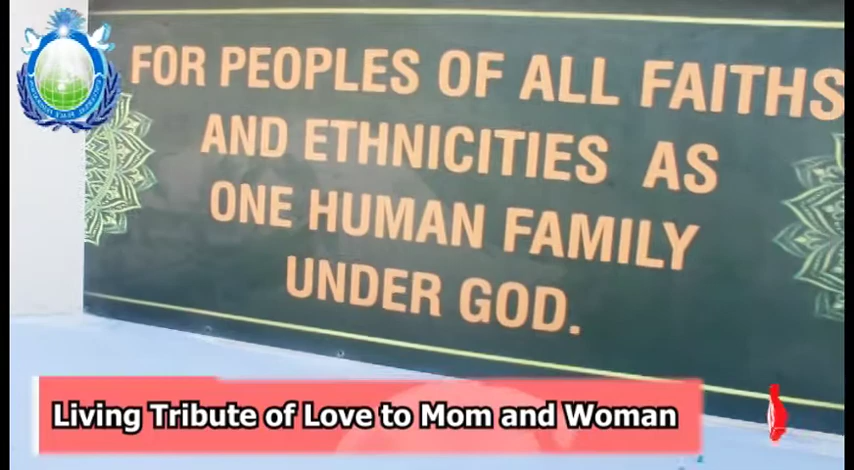 FOR PEOPLES OF ALL FAITHS
AND ETHNICITIES AS
ONE HUMAN FAMILY
UNDER GOD.
Living Tribute of Love to Mom and Woman